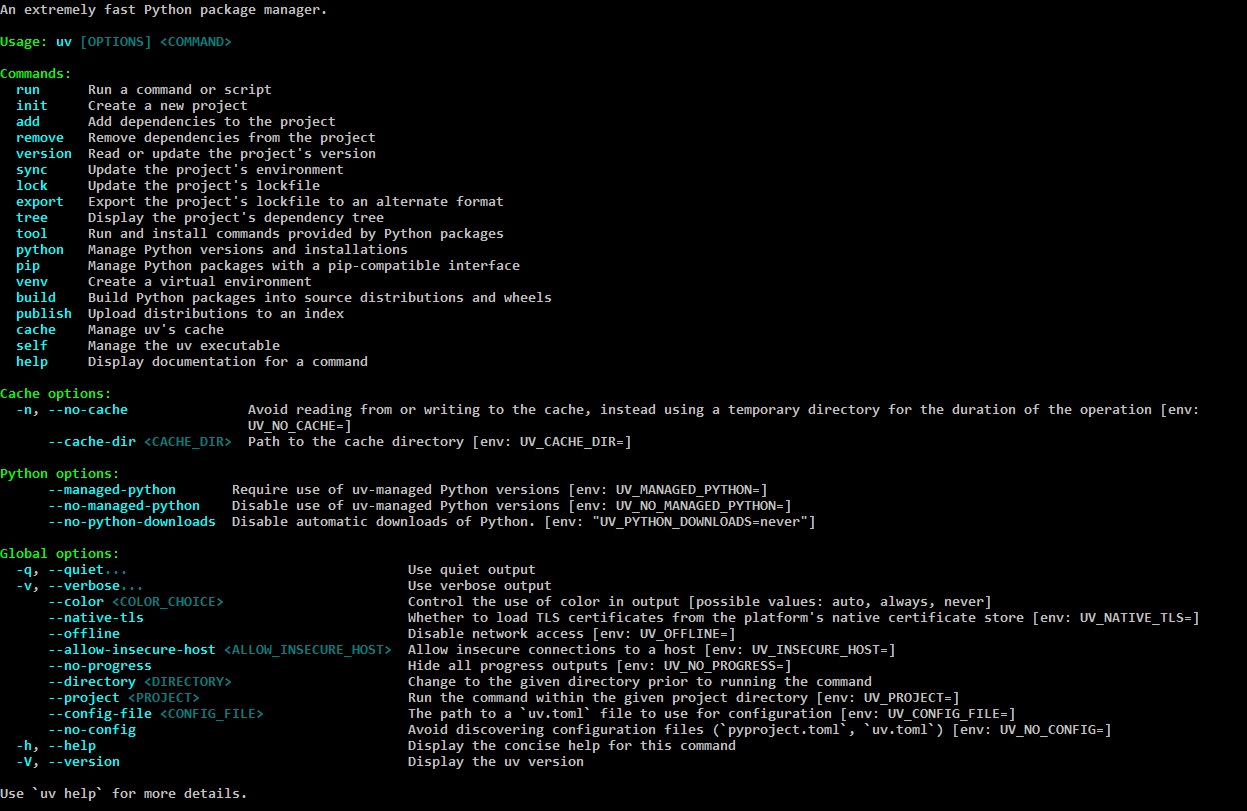 An extremely fast Python package manager.
Usage: uv [OPTIONS] <COMMAND>
Commands:
run Run a command or script
init Create a new project
add Add dependencies to the project
remove Remove dependencies from the project
version Read or update the project's version
sync Update the project's environment
lock Update the project's lockfile
export Export the project's lockfile to an alternate format
tree Display the project's dependency tree
tool Run and install commands provided by Python packages
python Manage Python versions and installations
pip Manage Python packages with a pip-compatible interface
venv Create a virtual environment
build Build Python packages into source distributions and wheels
publish Upload distributions to an index
cache Manage uv's cache
self Manage the uv executable
help Display documentation for a command
Cache options:
-n, --no-cache Avoid reading from or writing to the cache, instead using a temporary directory for the duration of the operation [env:
UV_NO_CACHE=]
--cache-dir <CACHE_DIR> Path to the cache directory [env: UV_CACHE_DIR=]
Python options:
--managed-python Require use of uv-managed Python versions [env: UV_MANAGED_PYTHON=]
--no-managed-python Disable use of uv-managed Python versions [env: UV_NO_MANAGED_PYTHON=]
--no-python-downloads Disable automatic downloads of Python. [env: "UV_PYTHON_DOWNLOADS=never"]
Global options:
-q, --quiet... Use quiet output
-v, --verbose... Use verbose output
--color <COLOR_CHOICE> Control the use of color in output [possible values: auto, always, never]
--native-tls Whether to load TLS certificates from the platform's native certificate store [env: UV_NATIVE_TLS=]
--offline Disable network access [env: UV_OFFLINE=]
--allow-insecure-host <ALLOW_INSECURE_HOST> Allow insecure connections to a host [env: UV_INSECURE_HOST=]
--no-progress Hide all progress outputs [env: UV_NO_PROGRESS=]
--directory <DIRECTORY> Change to the given directory prior to running the command
--project <PROJECT> Run the command within the given project directory [env: UV_PROJECT=]
--config-file <CONFIG_FILE> The path to a `uv.toml` file to use for configuration [env: UV_CONFIG_FILE=]
--no-config Avoid discovering configuration files (`pyproject.toml`, `uv.toml`) [env: UV_NO_CONFIG=]
-h, --help Display the concise help for this command
-V, --version Display the uv version
Use `uv help` for more details.